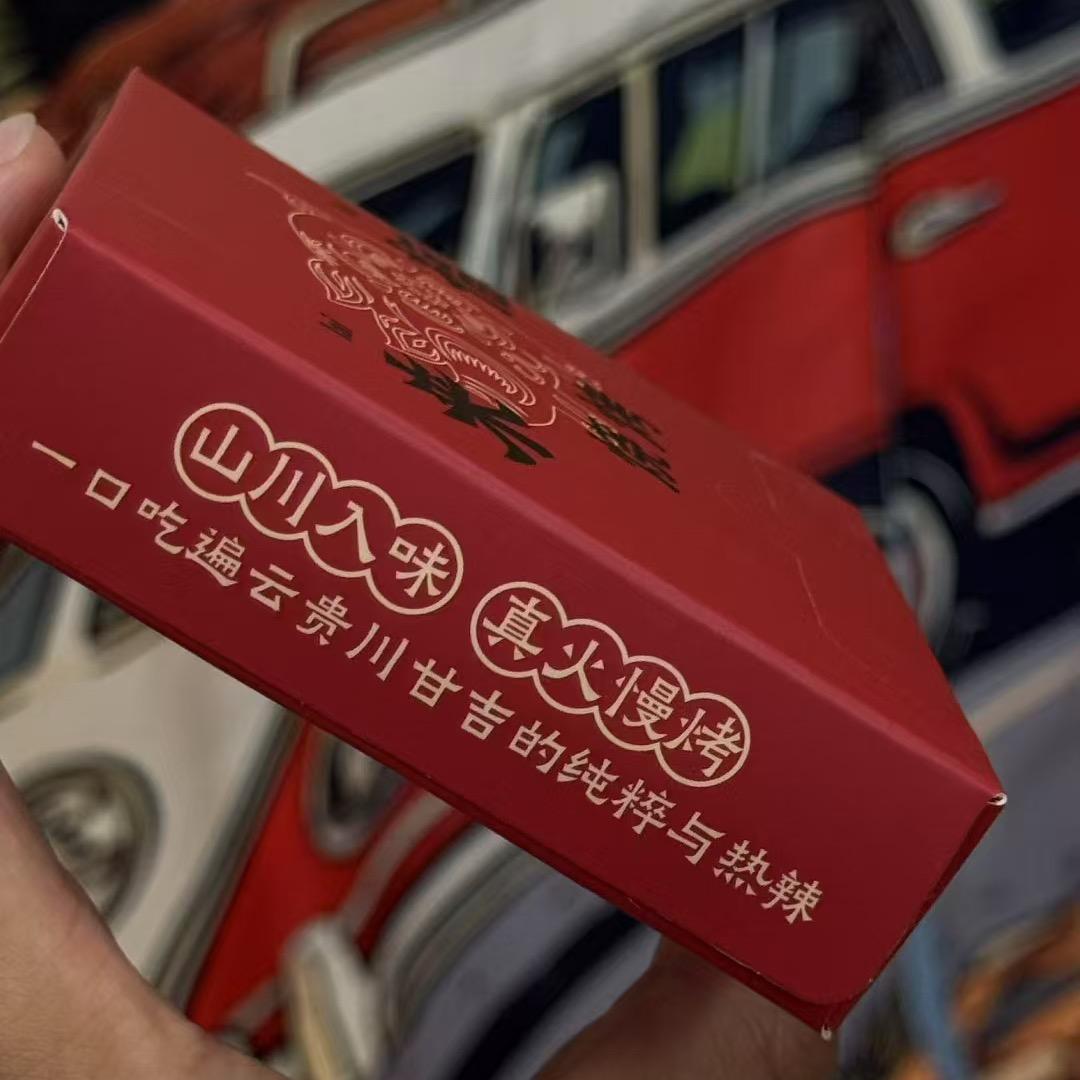 山川入味 真火慢烤
一口吃遍云贵川甘吉的纯粹与热辣